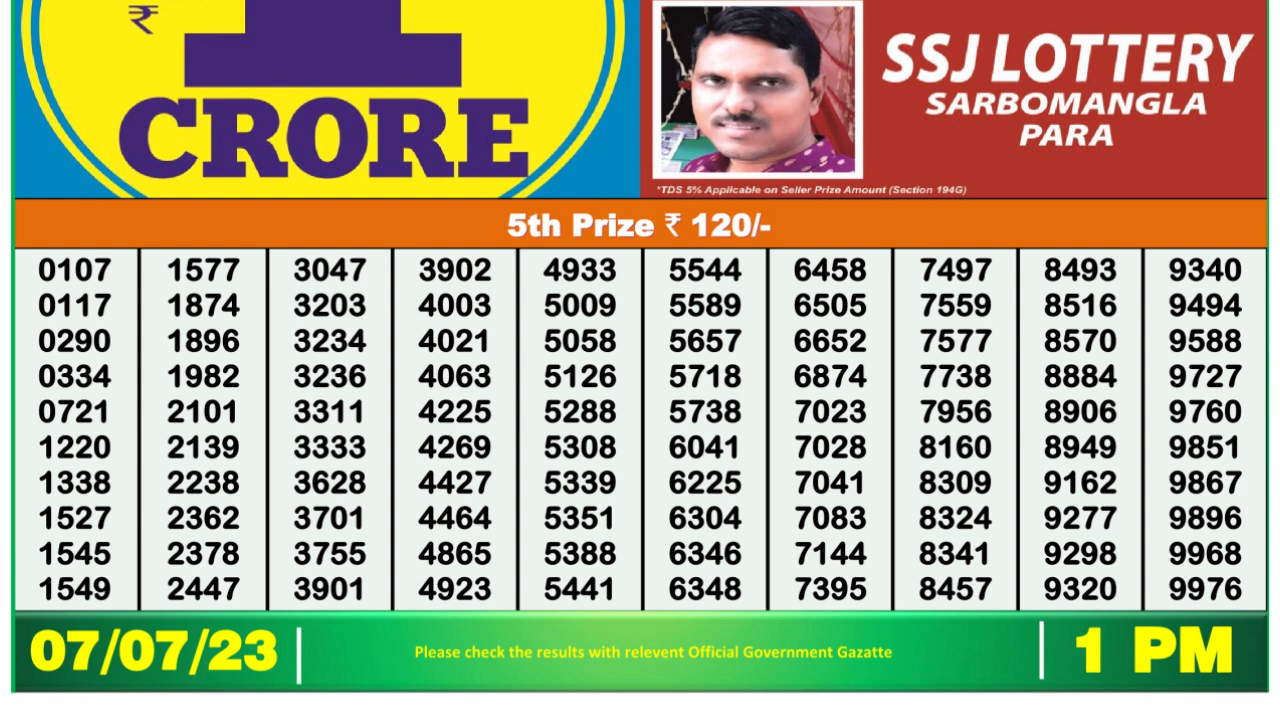 ₹
CRORE
SSJ LOTTERY
SARBOMANGLA
PARA
*TDS 5% Applicable on Seller Prize Amount (Section 194G)
5th Prize ₹ 120/-
0107 1577 3047 3902 4933 5544 6458 7497 8493 9340
0117 1874 3203 4003 5009 5589 6505 7559 8516 9494
0290 1896 3234 4021 5058 5657 6652 7577 8570 9588
0334 1982 3236 4063 5126 5718 6874 7738 8884 9727
0721 2101 3311 4225 5288 5738 7023 7956 8906 9760
1220 2139 3333 4269 5308 6041 7028 8160 8949 9851
1338 2238 3628 4427 5339 6225 7041 8309 9162 9867
1527 2362 3701 4464 5351 6304 7083 8324 9277 9896
1545 2378 3755 4865 5388 6346 7144 8341 9298 9968
1549 2447 3901 4923 5441 6348 7395 8457 9320 9976
07/07/23
Please check the results with relevent Official Government Gazatte
1 PM